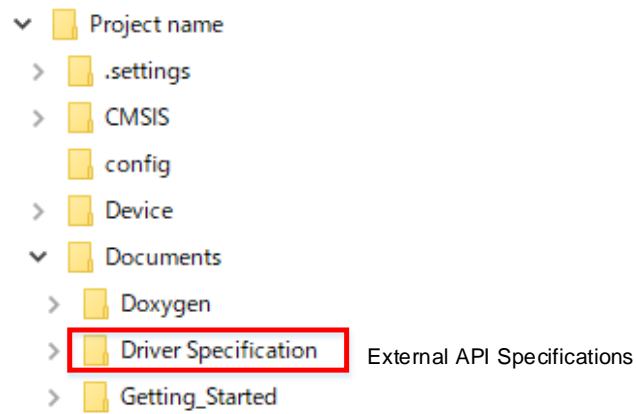 Project name
.settings
CMSIS
config
Device
Documents
Doxygen
Driver Specification External API Specifications
Getting_Started